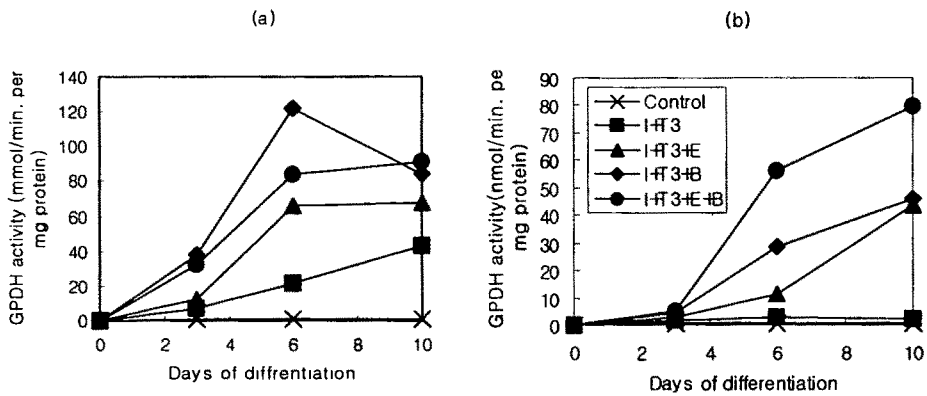 (a)
(b)
GPDH activity (mmol/min. per
mg protein)
140
120
100
80
60
40
20
0
0 2 4 6 8 10
Days of diffrentiation
GPDH activity(nmol/min. pe
mg protein)
90
80
70
60
50
40
30
20
10
0
Control
I+T3
I+T3+E
I+T3+B
I+T3+E+B
0 2 4 6 8 10
Days of differentiation